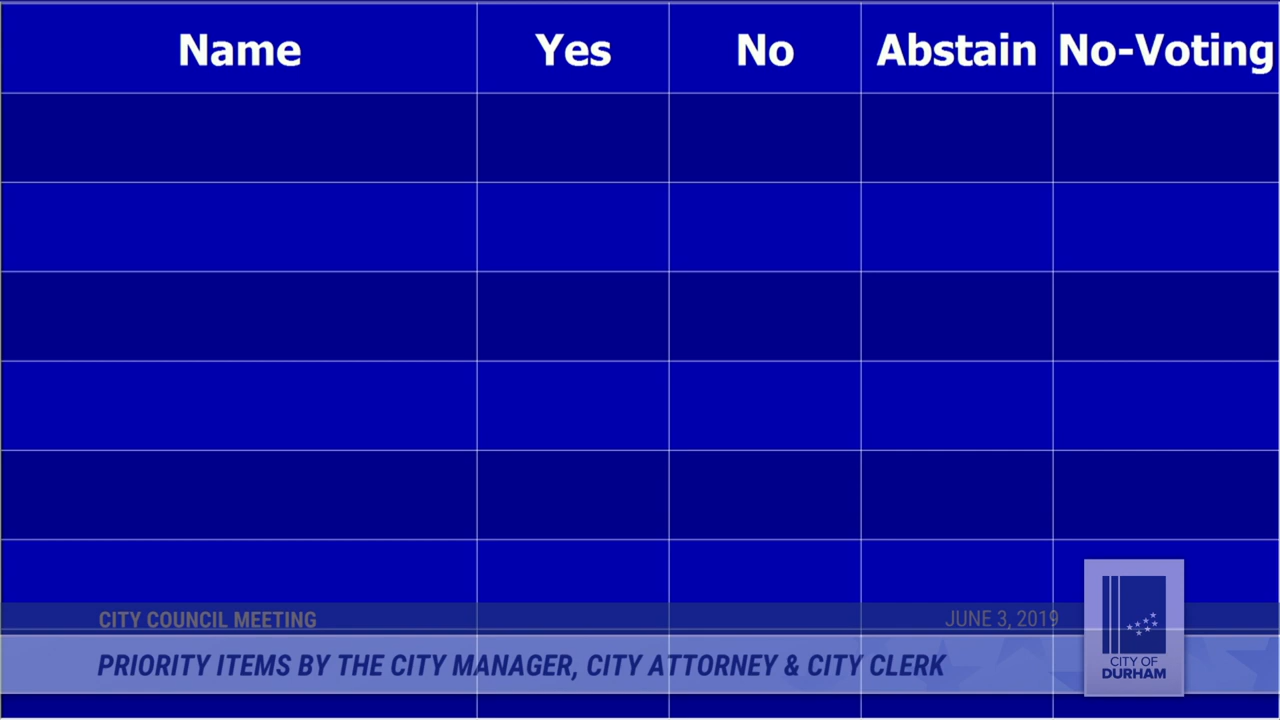 Name Yes No Abstain No-Voting
CITY COUNCIL MEETING JUNE 3, 2019
PRIORITY ITEMS BY THE CITY MANAGER, CITY ATTORNEY & CITY CLERK
CITY OF
DURHAM